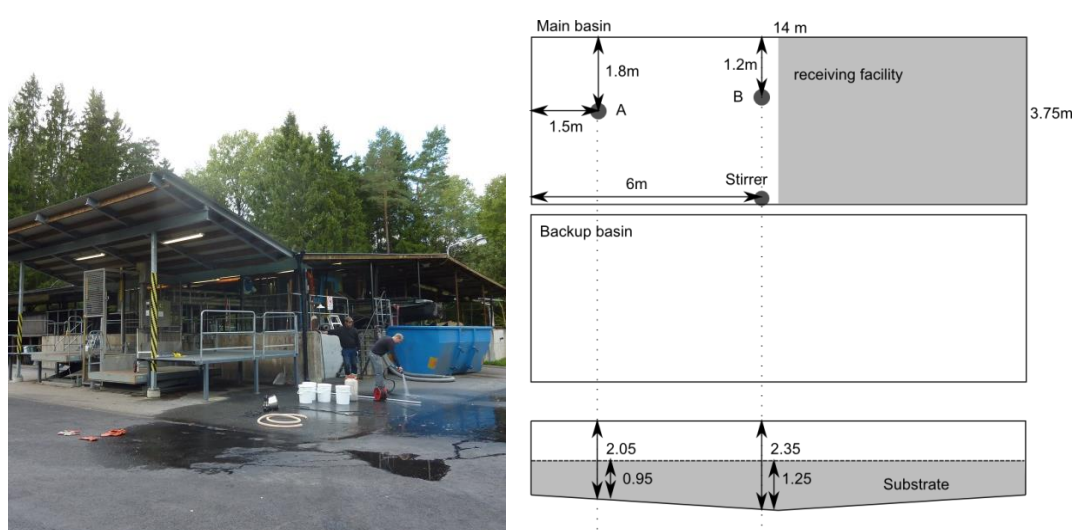 Main basin
14 m
1.8m
1.2m
receiving facility
A
B
1.5m
3.75m
6m
Stirrer
Backup basin
2.05
2.35
0.95
1.25
Substrate